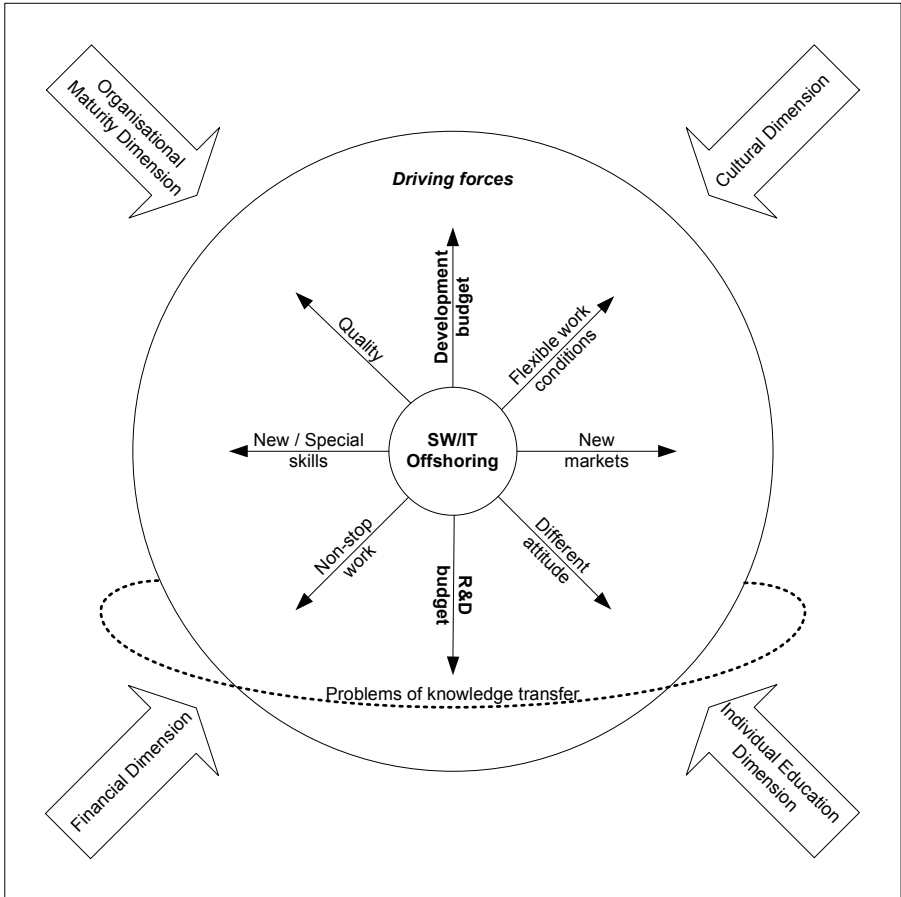 Organisational
Maturity Dimension
Cultural Dimension
Driving forces
Development
budget
Quality
Flexible work
conditions
New / Special
skills
SW/IT
Offshoring
New
markets
Non-stop
work
R&D
budget
Different
attitude
Problems of knowledge transfer
Financial Dimension
Individual Education
Dimension